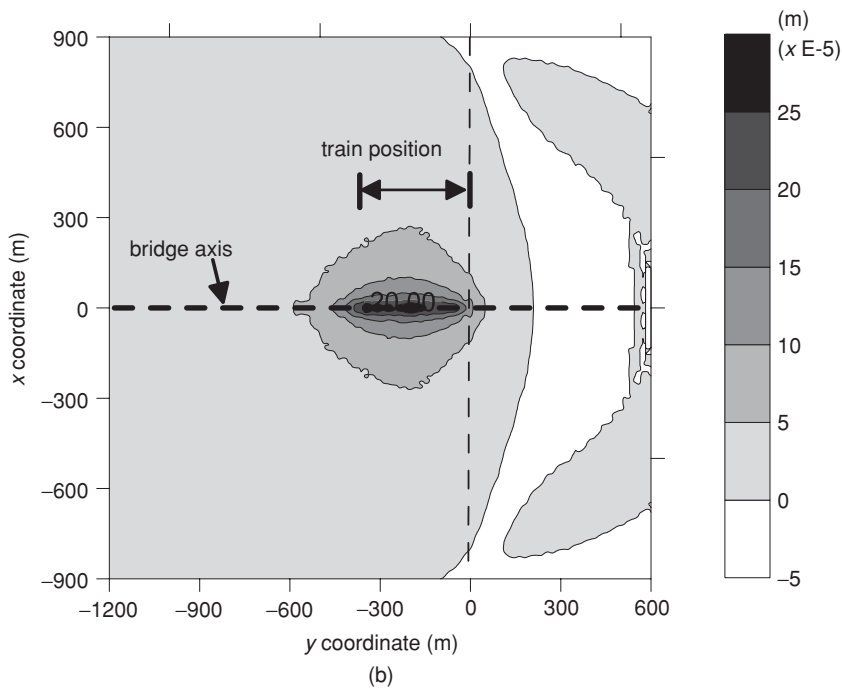 (m)
(x E-5)
900
600
300
0
−300
−600
−900
x coordinate (m)
train position
bridge axis
20.00
25
20
15
10
5
0
−5
−1200 −900 −600 −300 0 300 600
y coordinate (m)
(b)